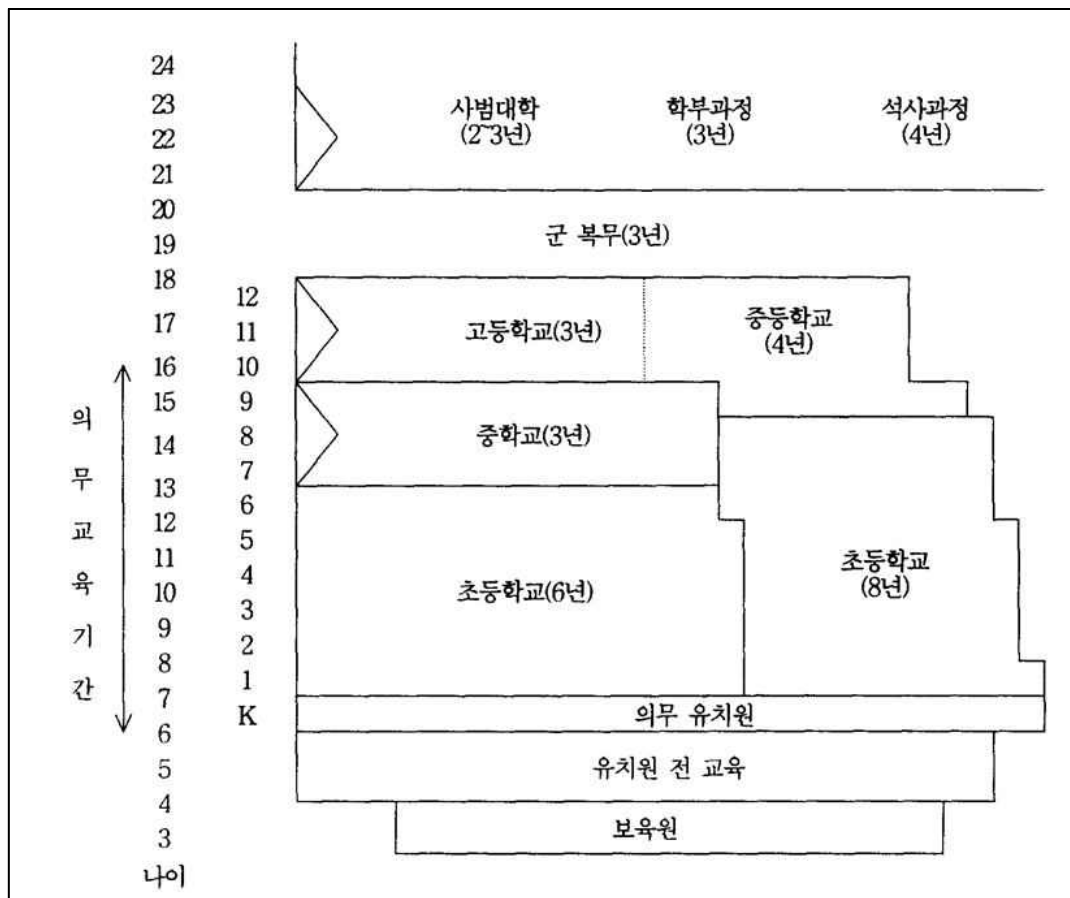 24
23
22
21
20
19
18
17
16
15
14
13
12
11
10
9
8
7
6
5
4
3
나이
12
11
10
9
8
7
6
5
4
3
2
1
K
의
무
교
육
기
간
사범대학
(2~3년)
학부과정
(3년)
석사과정
(4년)
군 복무(3년)
고등학교(3년)
중등학교
(4년)
중학교(3년)
초등학교(6년)
초등학교
(8년)
의무 유치원
유치원 전 교육
보육원